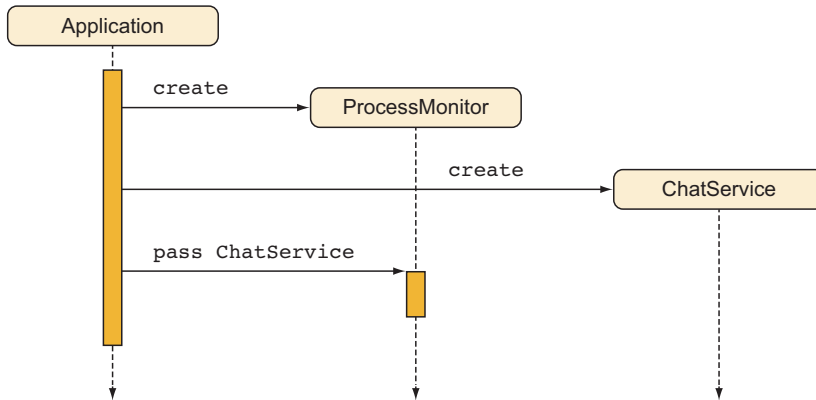 Application
create
ProcessMonitor
create
ChatService
pass ChatService